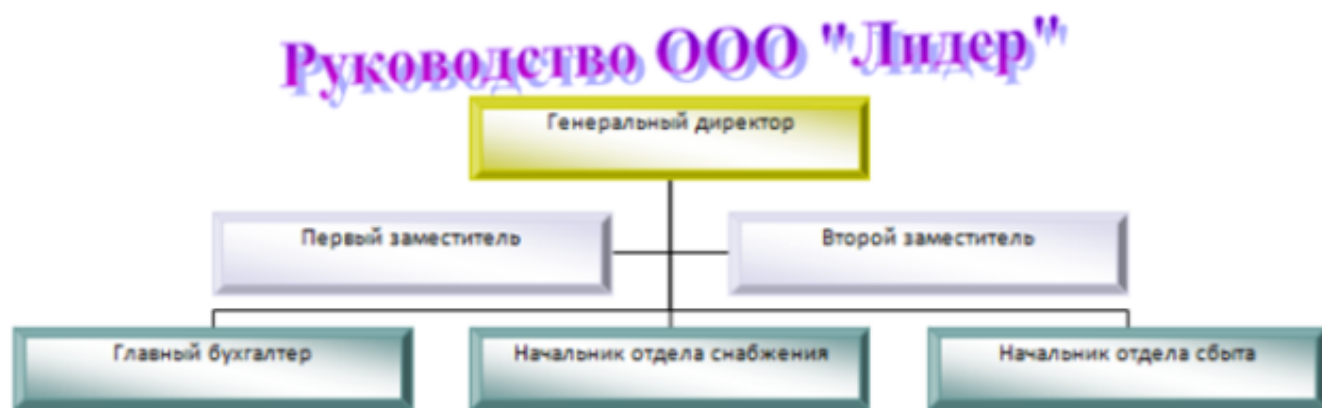 Руководство ООО "Лидер"
Генеральный директор
Первый заместитель
Второй заместитель
Главный бухгалтер
Начальник отдела снабжения
Начальник отдела сбыта